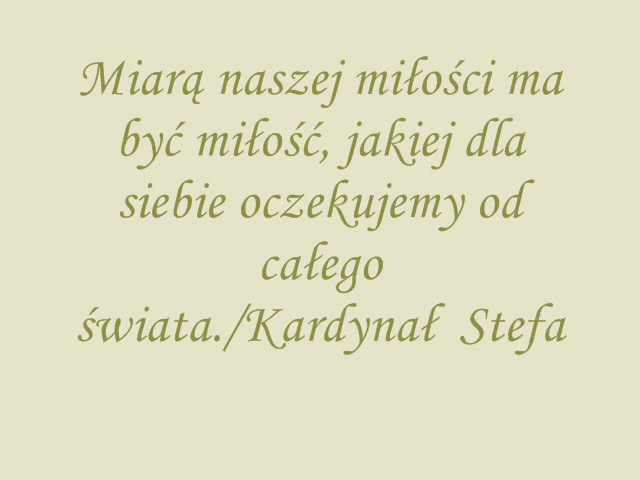 Miarą naszej miłości ma
być miłość, jakiej dla
siebie oczekujemy od
całego
świata./Kardynał  Stefa